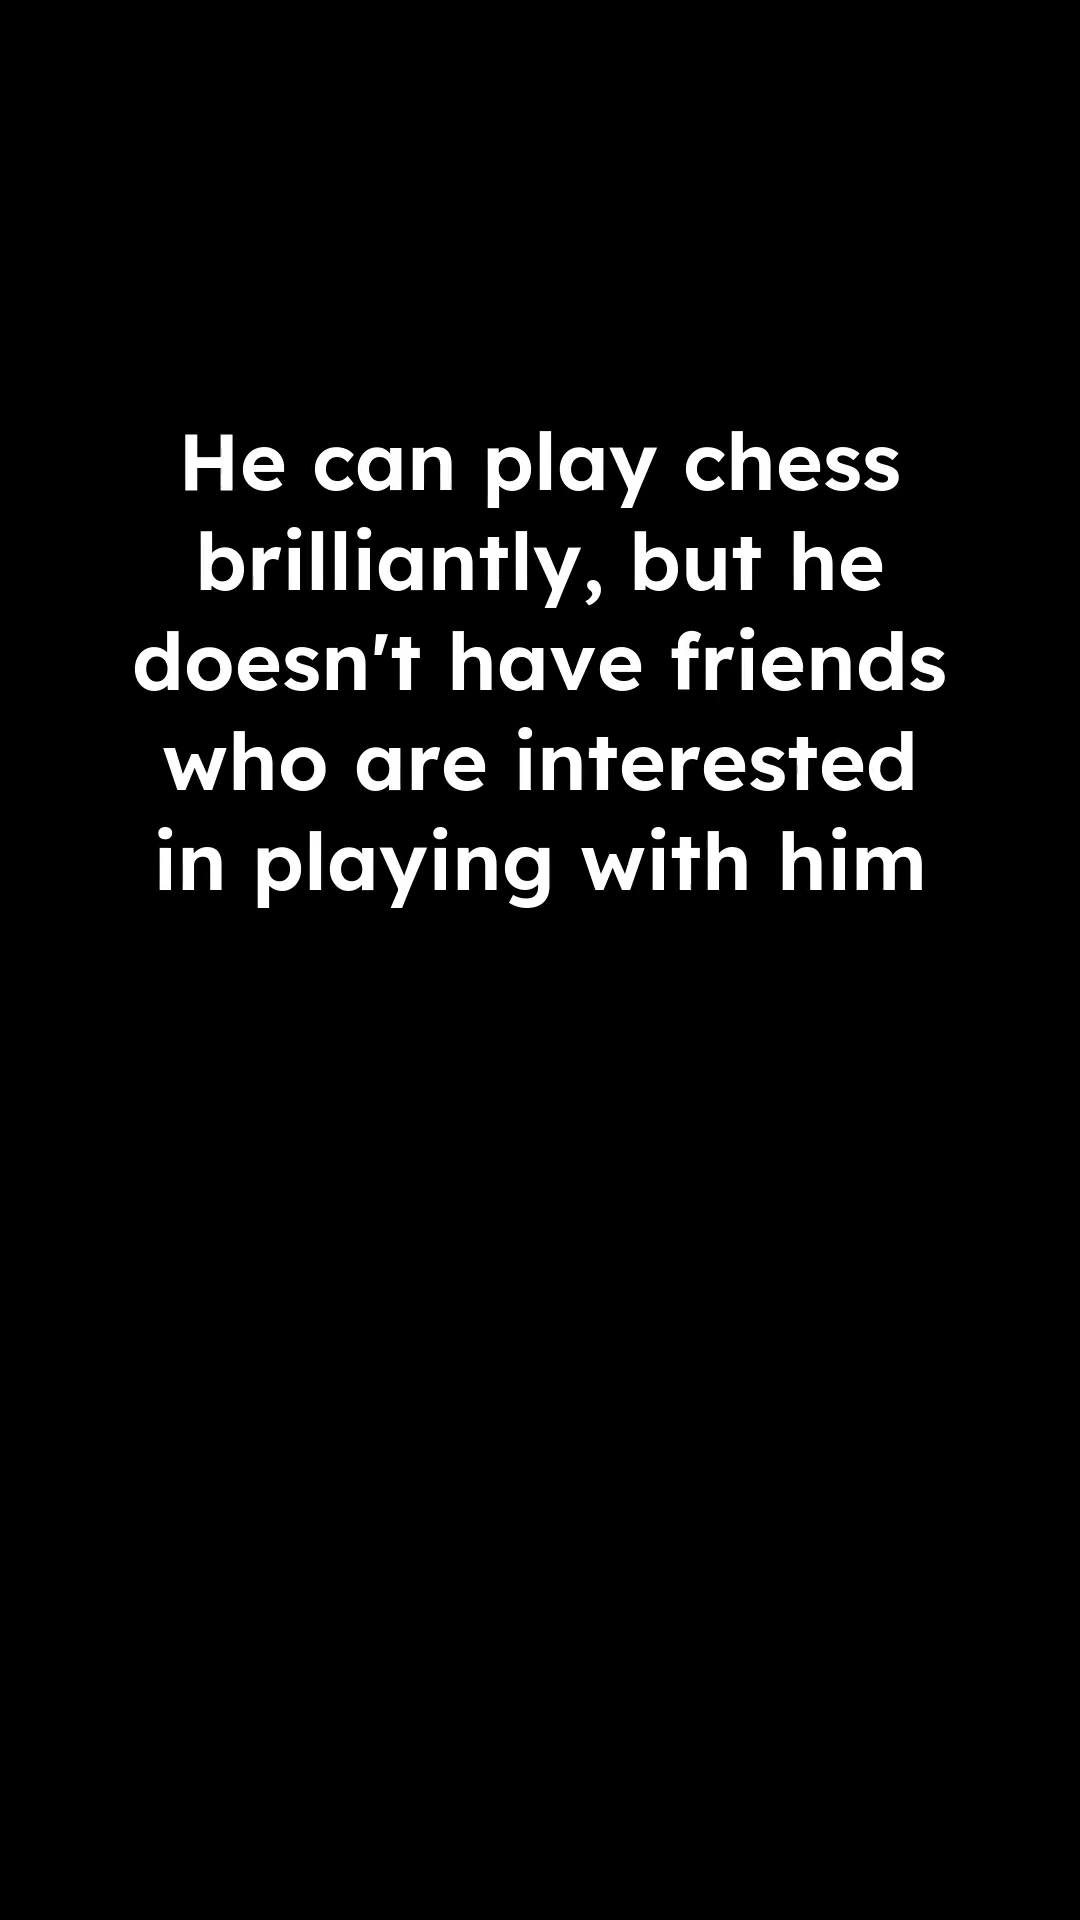 He can play chess
brilliantly, but he
doesn't have friends
who are interested
in playing with him